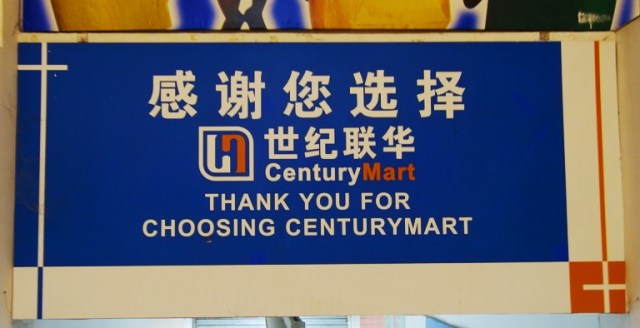 感谢您选择
世纪联华
CenturyMart
THANK YOU FOR
CHOOSING CENTURYMART